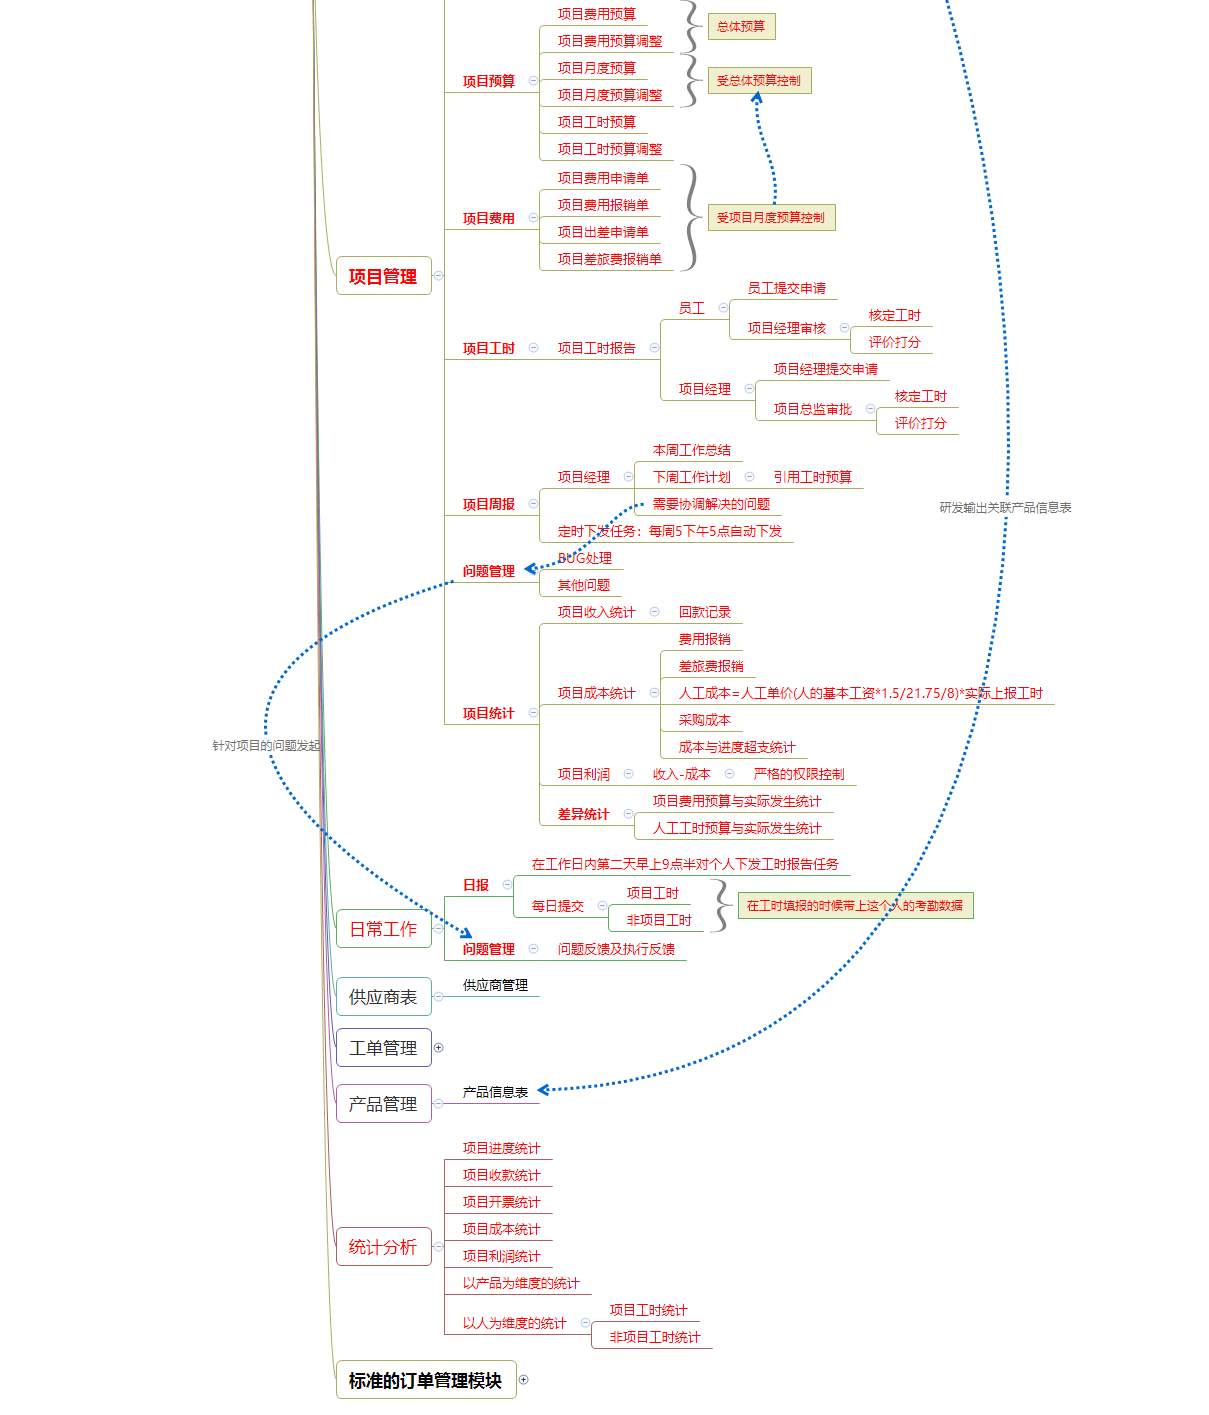 项目费用预算
项目费用预算调整
总体预算
项目预算
项目月度预算
项目月度预算调整
受总体预算控制
项目工时预算
项目工时预算调整
项目费用
项目费用申请单
项目费用报销单
项目出差申请单
项目差旅费报销单
受项目月度预算控制
项目管理
项目工时
项目工时报告
员工
员工提交申请
项目经理审核
核定工时
评价打分
项目经理
项目经理提交申请
项目总监审批
核定工时
评价打分
项目周报
项目经理
本周工作总结
下周工作计划
引用工时预算
需要协调解决的问题
定时下发任务：每周5下午5点自动下发
研发输出关联产品信息表
问题管理
BUG处理
其他问题
项目统计
项目收入统计
回款记录
项目成本统计
费用报销
差旅费报销
人工成本=人工单价(人的基本工资*1.5/21.75/8)*实际上报工时
采购成本
成本与进度超支统计
针对项目的问题发起
项目利润
收入-成本
严格的权限控制
差异统计
项目费用预算与实际发生统计
人工工时预算与实际发生统计
日常工作
日报
在工作日内第二天早上9点半对个人下发工时报告任务
每日提交
项目工时
非项目工时
在工时填报的时候带上这个人的考勤数据
问题管理
问题反馈及执行反馈
供应商表
供应商管理
工单管理
产品管理
产品信息表
统计分析
项目进度统计
项目收款统计
项目开票统计
项目成本统计
项目利润统计
以产品为维度的统计
以人为维度的统计
项目工时统计
非项目工时统计
标准的订单管理模块